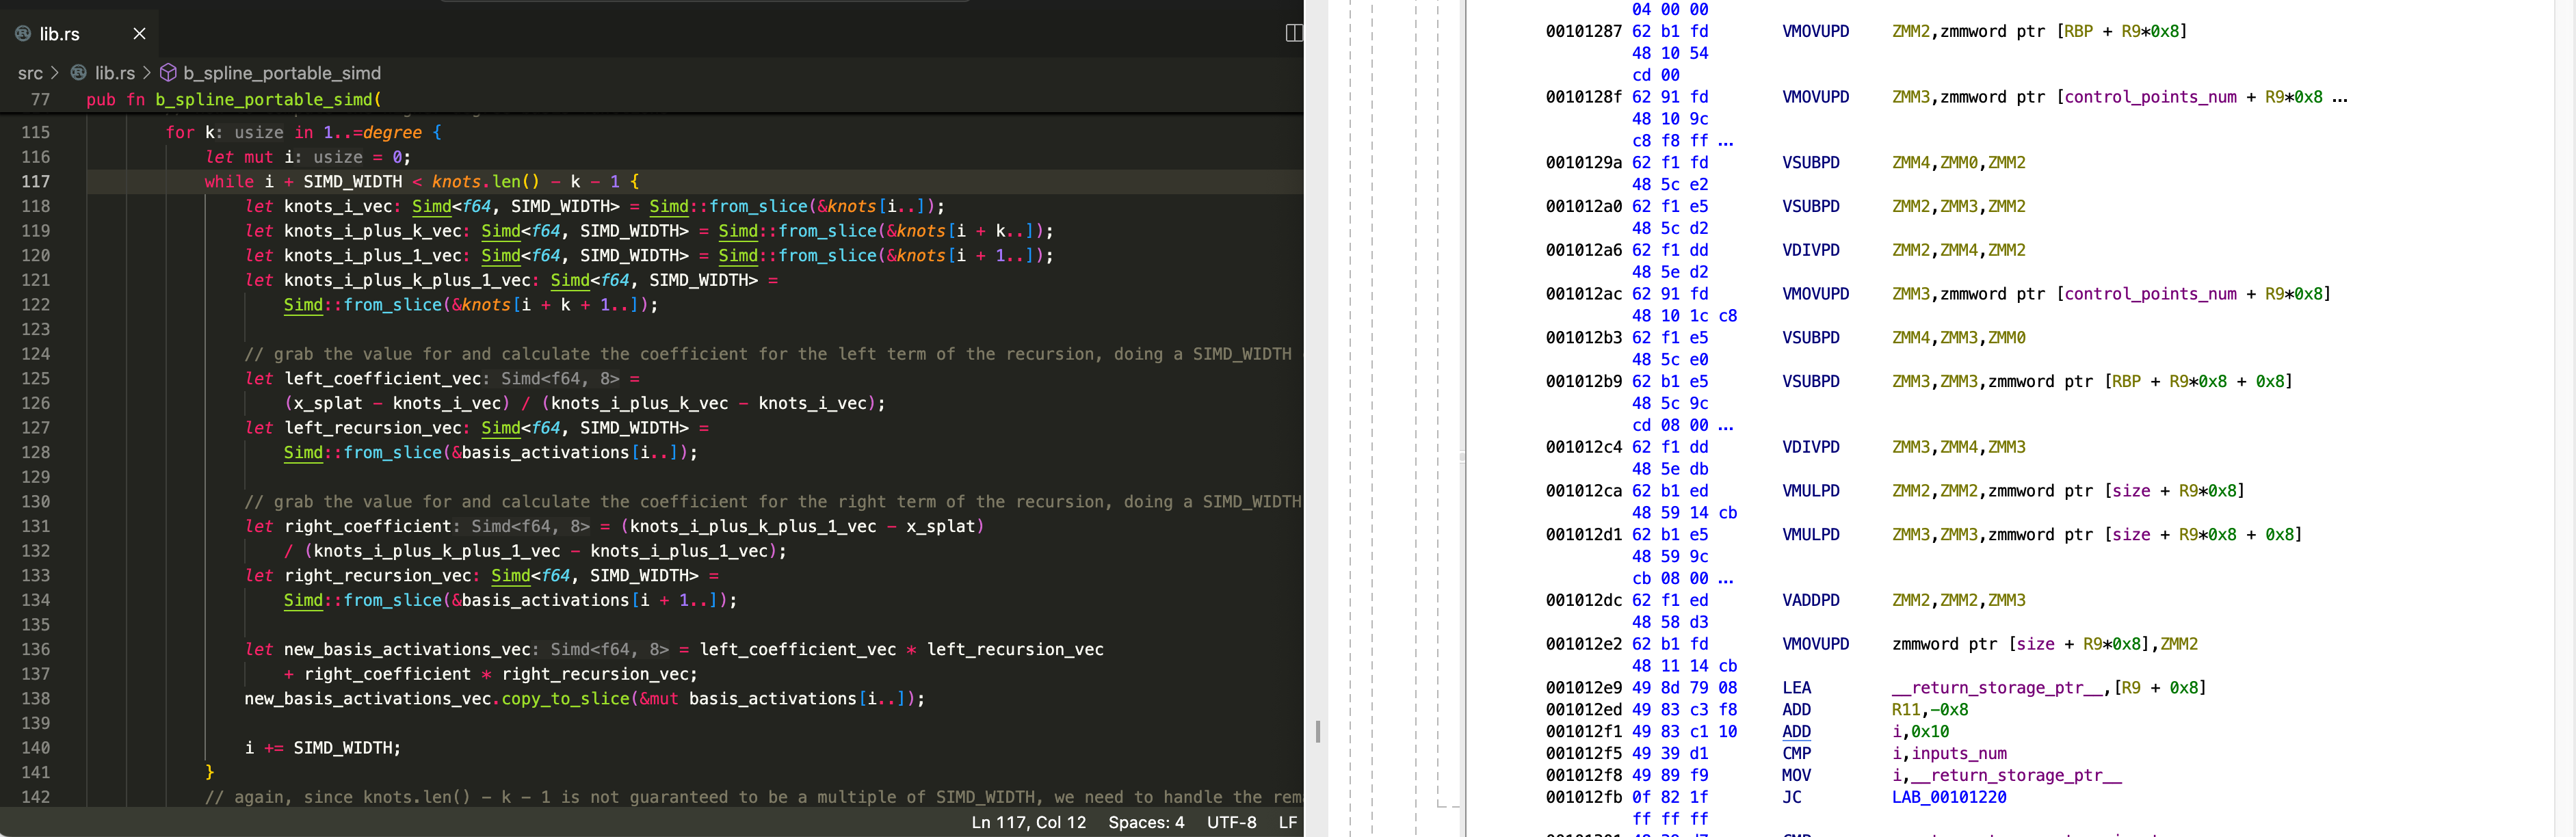 lib.rs
src > lib.rs > b_spline_portable_simd
77 pub fn b_spline_portable_simd(
115 for k: usize in 1..=degree {
116 let mut i: usize = 0;
117 while i + SIMD_WIDTH < knots.len() - k - 1 {
118 let knots_i_vec: Simd<f64, SIMD_WIDTH> = Simd::from_slice(&knots[i..]);
119 let knots_i_plus_k_vec: Simd<f64, SIMD_WIDTH> = Simd::from_slice(&knots[i + k..]);
120 let knots_i_plus_1_vec: Simd<f64, SIMD_WIDTH> = Simd::from_slice(&knots[i + 1..]);
121 let knots_i_plus_k_plus_1_vec: Simd<f64, SIMD_WIDTH> =
122 Simd::from_slice(&knots[i + k + 1..]);
123
124 // grab the value for and calculate the coefficient for the left term of the recursion, doing a SIMD_WIDTH
125 let left_coefficient_vec: Simd<f64, 8> =
126 (x_splat - knots_i_vec) / (knots_i_plus_k_vec - knots_i_vec);
127 let left_recursion_vec: Simd<f64, SIMD_WIDTH> =
128 Simd::from_slice(&basis_activations[i..]);
129
130 // grab the value for and calculate the coefficient for the right term of the recursion, doing a SIMD_WIDTH
131 let right_coefficient: Simd<f64, 8> = (knots_i_plus_k_plus_1_vec - x_splat)
132 / (knots_i_plus_k_plus_1_vec - knots_i_plus_1_vec);
133 let right_recursion_vec: Simd<f64, SIMD_WIDTH> =
134 Simd::from_slice(&basis_activations[i + 1..]);
135
136 let new_basis_activations_vec: Simd<f64, 8> = left_coefficient_vec * left_recursion_vec
137 + right_coefficient * right_recursion_vec;
138 new_basis_activations_vec.copy_to_slice(&mut basis_activations[i..]);
139
140 i += SIMD_WIDTH;
141 }
142 // again, since knots.len() - k - 1 is not guaranteed to be a multiple of SIMD_WIDTH, we need to handle the rem
Ln 117, Col 12 Spaces: 4 UTF-8 LF
04 00 00
00101287 62 b1 fd VMOVUPD ZMM2,zmmword ptr [RBP + R9*0x8]
48 10 54
cd 00
0010128f 62 91 fd VMOVUPD ZMM3,zmmword ptr [control_points_num + R9*0x8 ...
48 10 9c
c8 f8 ff ...
0010129a 62 f1 fd VSUBPD ZMM4,ZMM0,ZMM2
48 5c e2
001012a0 62 f1 e5 VSUBPD ZMM2,ZMM3,ZMM2
48 5c d2
001012a6 62 f1 dd VDIVPD ZMM2,ZMM4,ZMM2
48 5e d2
001012ac 62 91 fd VMOVUPD ZMM3,zmmword ptr [control_points_num + R9*0x8]
48 10 1c c8
001012b3 62 f1 e5 VSUBPD ZMM4,ZMM3,ZMM0
48 5c e0
001012b9 62 b1 e5 VSUBPD ZMM3,ZMM3,zmmword ptr [RBP + R9*0x8 + 0x8]
48 5c 9c
cd 08 00 ...
001012c4 62 f1 dd VDIVPD ZMM3,ZMM4,ZMM3
48 5e db
001012ca 62 b1 ed VMULPD ZMM2,ZMM2,zmmword ptr [size + R9*0x8]
48 59 14 cb
001012d1 62 b1 e5 VMULPD ZMM3,ZMM3,zmmword ptr [size + R9*0x8 + 0x8]
48 59 9c
cb 08 00 ...
001012dc 62 f1 ed VADDPD ZMM2,ZMM2,ZMM3
48 58 d3
001012e2 62 b1 fd VMOVUPD zmmword ptr [size + R9*0x8],ZMM2
48 11 14 cb
001012e9 49 8d 79 08 LEA __return_storage_ptr__,[R9 + 0x8]
001012ed 49 83 c3 f8 ADD R11,-0x8
001012f1 49 83 c1 10 ADD i,0x10
001012f5 49 39 d1 CMP i,inputs_num
001012f8 49 89 f9 MOV i,__return_storage_ptr__
001012fb 0f 82 1f JC LAB_00101220
ff ff ff